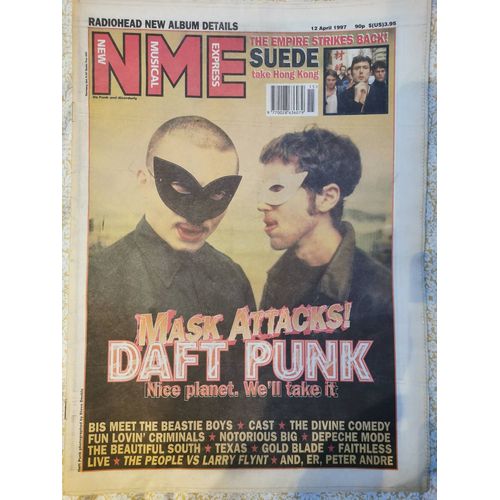 RADIOHEAD NEW ALBUM DETAILS
12 April 1997 90p $(US)3.95
NME
NEW
MUSICAL
EXPRESS
THE EMPIRE STRIKES BACK!
SUEDE
take Hong Kong
MASK ATTACKS!
DAFT PUNK
Nice planet. We'll take it
BIS MEET THE BEASTIE BOYS ★ CAST ★ THE DIVINE COMEDY
FUN LOVIN' CRIMINALS ★ NOTORIOUS BIG ★ DEPECHE MODE
THE BEAUTIFUL SOUTH ★ TEXAS ★ GOLD BLADE ★ FAITHLESS
LIVE ★ THE PEOPLE VS LARRY FLYNT ★ AND, ER, PETER ANDRE